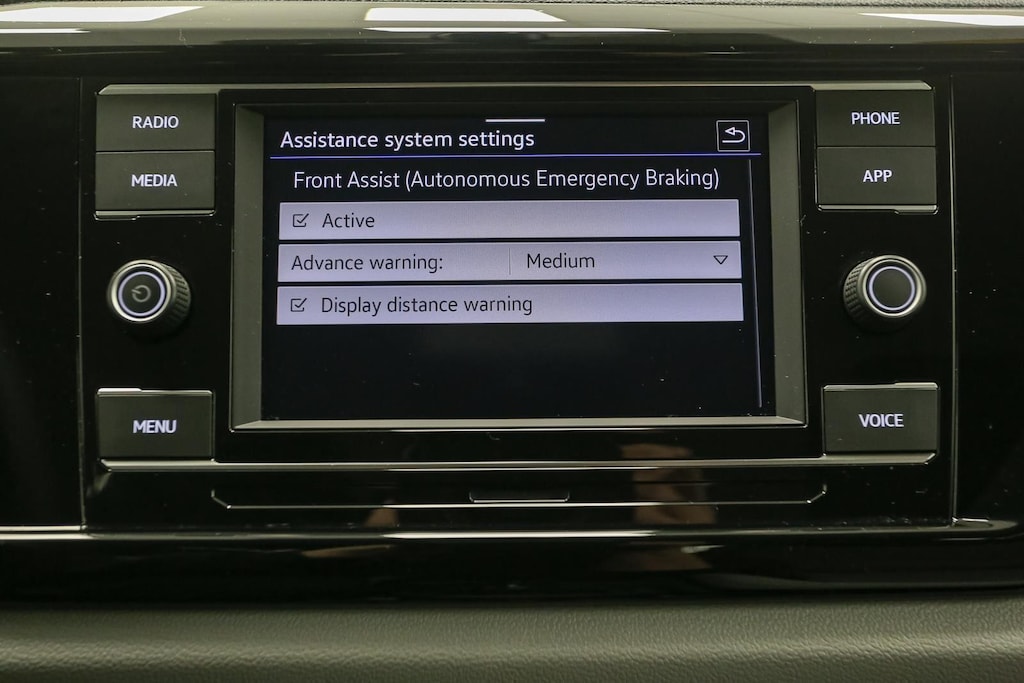 RADIO
MEDIA
MENU
Assistance system settings
Front Assist (Autonomous Emergency Braking)
Active
Advance warning: Medium
Display distance warning
PHONE
APP
VOICE